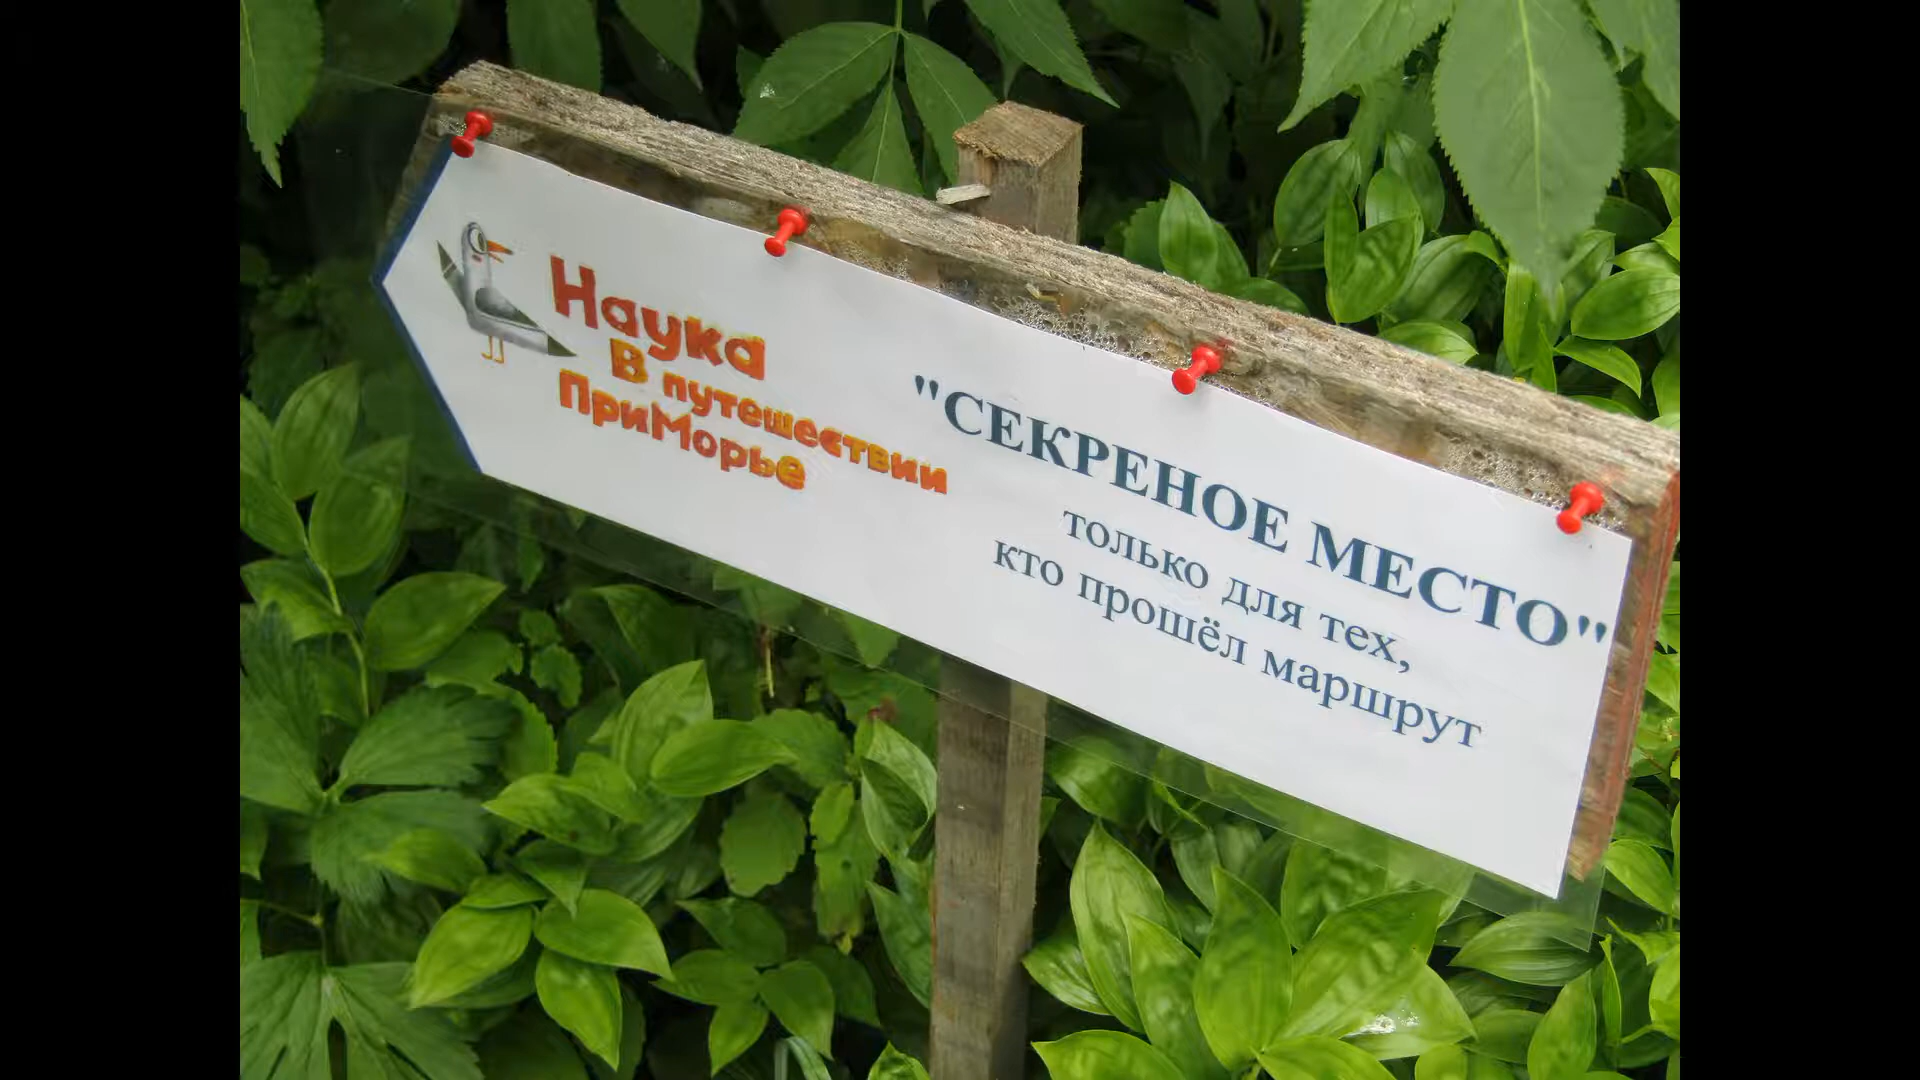 Наука
В путешествии
ПриМорье
"СЕКРЕНОЕ МЕСТО"
только для тех,
кто прошёл маршрут